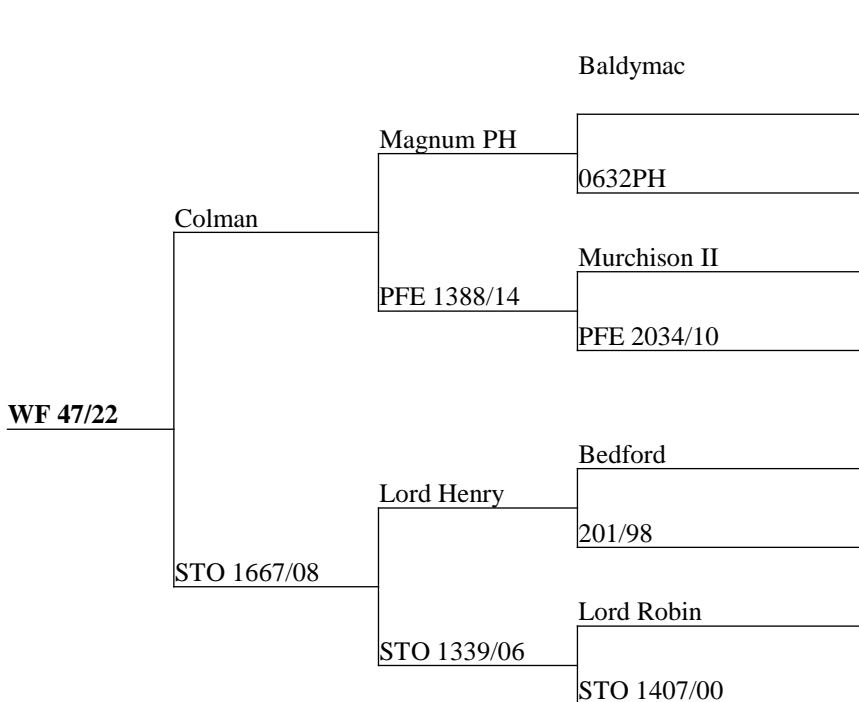 Baldymac
Magnum PH
0632PH
Colman
Murchison II
PFE 1388/14
PFE 2034/10
WF 47/22
Bedford
Lord Henry
201/98
STO 1667/08
Lord Robin
STO 1339/06
STO 1407/00